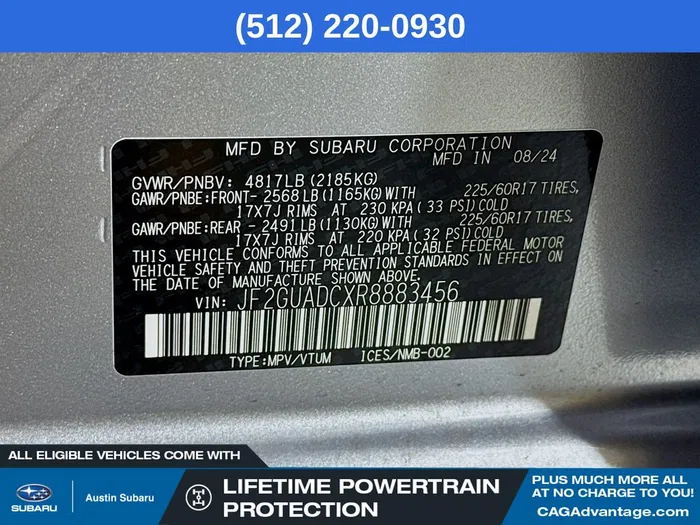 (512) 220-0930
MFD BY SUBARU CORPORATION
MFD IN 08/24
GVWR/PNBV: 4817LB (2185KG)
GAWR/PNBE:FRONT- 2568LB (1165KG) WITH 225/60R17 TIRES,
17X7J RIMS AT 230 KPA (33 PSI) COLD
GAWR/PNBE:REAR - 2491LB (1130KG) WITH 225/60R17 TIRES,
17X7J RIMS AT 220 KPA (32 PSI) COLD
THIS VEHICLE CONFORMS TO ALL APPLICABLE FEDERAL MOTOR
VEHICLE SAFETY AND THEFT PREVENTION STANDARDS IN EFFECT ON
THE DATE OF MANUFACTURE SHOWN ABOVE.
VIN: JF2GUADCXR8883456
TYPE:MPV/VTUM ICES/NMB-002
ALL ELIGIBLE VEHICLES COME WITH
SUBARU
Austin Subaru
LIFETIME POWERTRAIN
PROTECTION
PLUS MUCH MORE ALL
AT NO CHARGE TO YOU!
CAGAdvantage.com